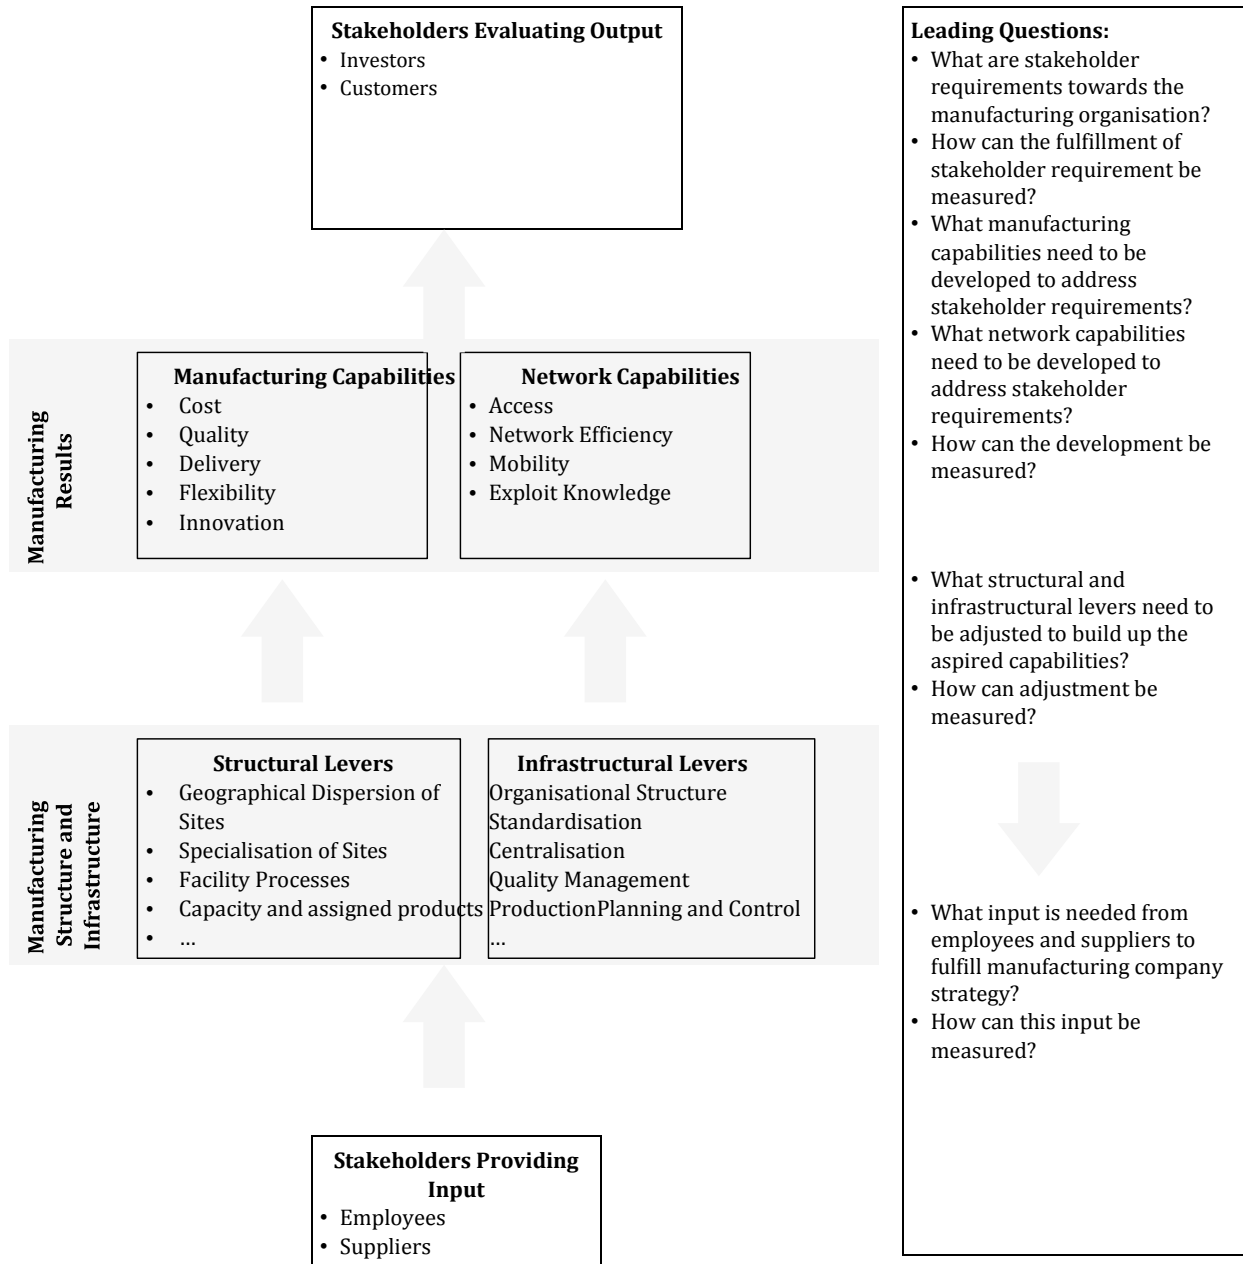 Stakeholders Evaluating Output
• Investors
• Customers
Manufacturing
Results
Manufacturing Capabilities
• Cost
• Quality
• Delivery
• Flexibility
• Innovation
Network Capabilities
• Access
• Network Efficiency
• Mobility
• Exploit Knowledge
Manufacturing
Structure and
Infrastructure
Structural Levers
• Geographical Dispersion of
Sites
• Specialisation of Sites
• Facility Processes
• Capacity and assigned products
• ...
Infrastructural Levers
Organisational Structure
Standardisation
Centralisation
Quality Management
ProductionPlanning and Control
...
Stakeholders Providing
Input
• Employees
• Suppliers
Leading Questions:
• What are stakeholder
requirements towards the
manufacturing organisation?
• How can the fulfillment of
stakeholder requirement be
measured?
• What manufacturing
capabilities need to be
developed to address
stakeholder requirements?
• What network capabilities
need to be developed to
address stakeholder
requirements?
• How can the development be
measured?
• What structural and
infrastructural levers need to
be adjusted to build up the
aspired capabilities?
• How can adjustment be
measured?
• What input is needed from
employees and suppliers to
fulfill manufacturing company
strategy?
• How can this input be
measured?